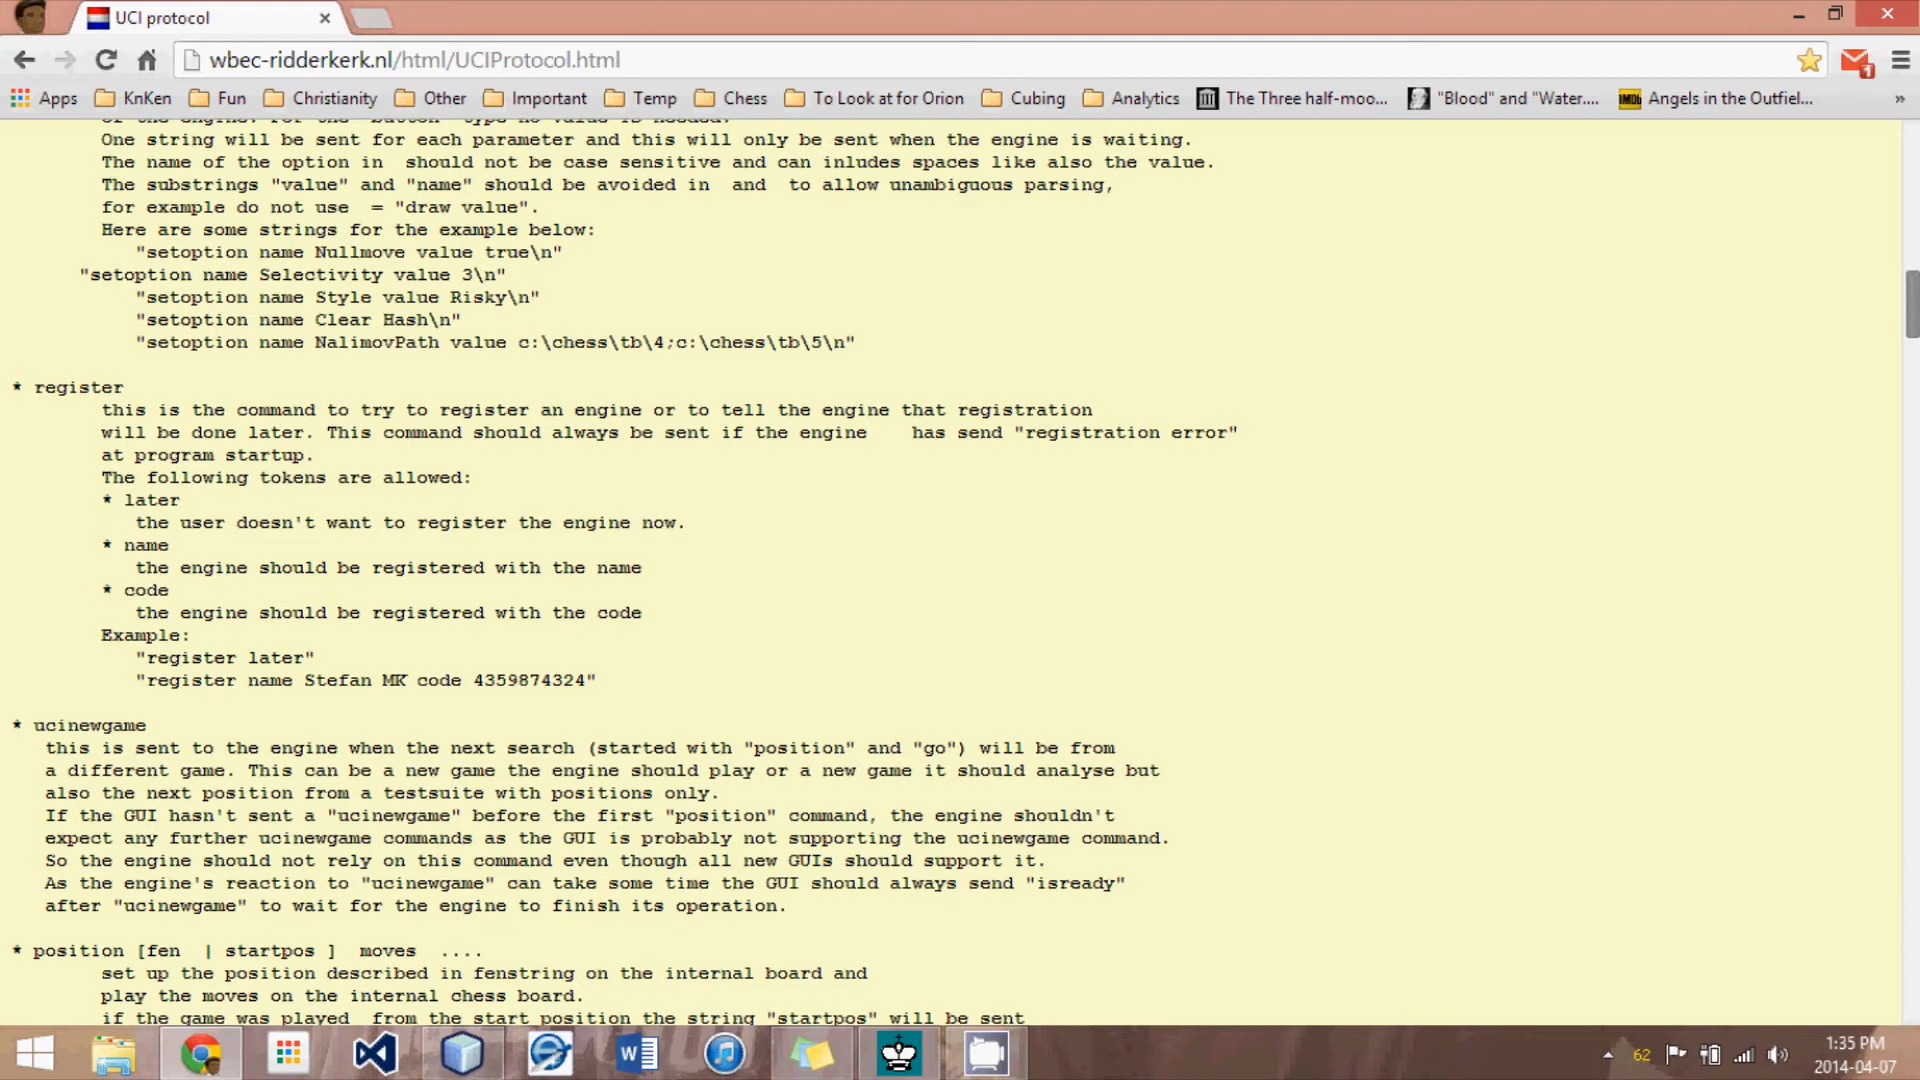 UCI protocol
wbec-ridderkerk.nl/html/UCIProtocol.html
1
Apps KnKen Fun Christianity Other Important Temp Chess To Look at for Orion Cubing Analytics The Three half-moo... "Blood" and "Water.... IMDb Angels in the Outfiel... »
One string will be sent for each parameter and this will only be sent when the engine is waiting.
The name of the option in  should not be case sensitive and can inludes spaces like also the value.
The substrings "value" and "name" should be avoided in  and  to allow unambiguous parsing,
for example do not use  = "draw value".
Here are some strings for the example below:
"setoption name Nullmove value true\n"
"setoption name Selectivity value 3\n"
"setoption name Style value Risky\n"
"setoption name Clear Hash\n"
"setoption name NalimovPath value c:\chess\tb\4;c:\chess\tb\5\n"
* register
this is the command to try to register an engine or to tell the engine that registration
will be done later. This command should always be sent if the engine    has send "registration error"
at program startup.
The following tokens are allowed:
* later
the user doesn't want to register the engine now.
* name
the engine should be registered with the name
* code
the engine should be registered with the code
Example:
"register later"
"register name Stefan MK code 4359874324"
* ucinewgame
this is sent to the engine when the next search (started with "position" and "go") will be from
a different game. This can be a new game the engine should play or a new game it should analyse but
also the next position from a testsuite with positions only.
If the GUI hasn't sent a "ucinewgame" before the first "position" command, the engine shouldn't
expect any further ucinewgame commands as the GUI is probably not supporting the ucinewgame command.
So the engine should not rely on this command even though all new GUIs should support it.
As the engine's reaction to "ucinewgame" can take some time the GUI should always send "isready"
after "ucinewgame" to wait for the engine to finish its operation.
* position [fen  | startpos ]  moves  ....
set up the position described in fenstring on the internal board and
play the moves on the internal chess board.
if the game was played  from the start position the string "startpos" will be sent
62
1:35 PM
2014-04-07